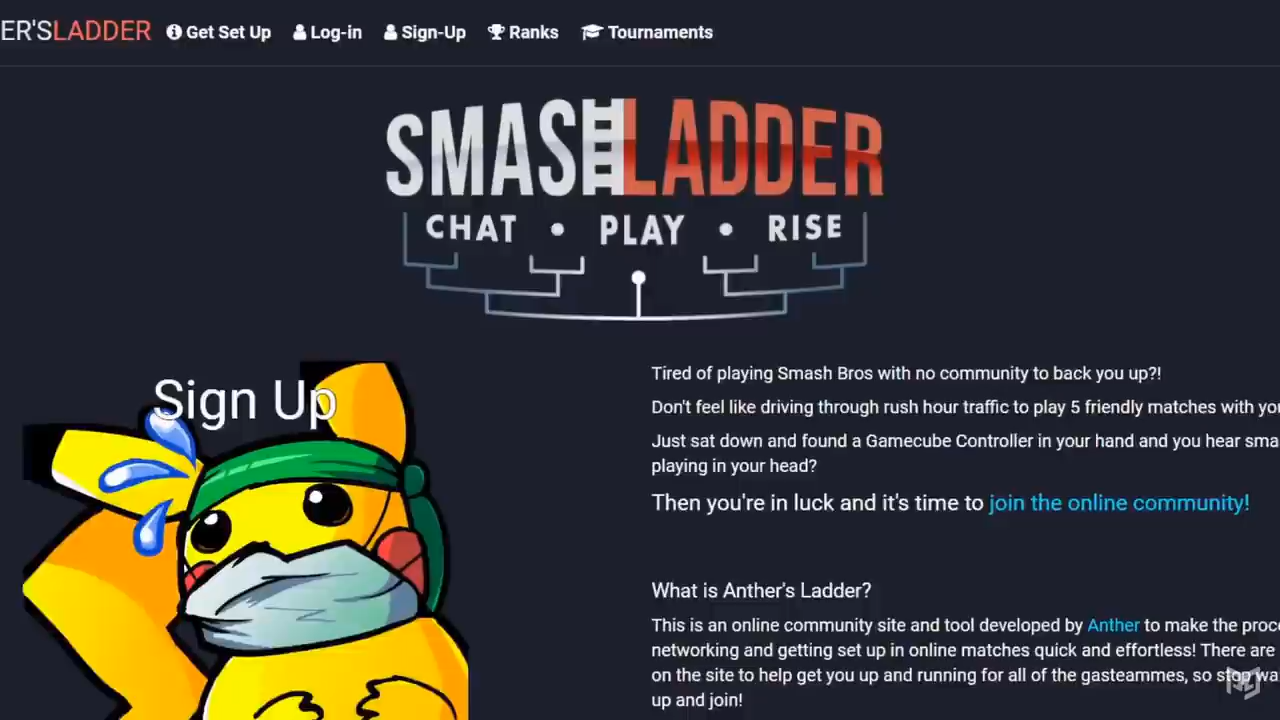 ER'SLADDER Get Set Up Log-in Sign-Up Ranks Tournaments
SMASHLADDER
CHAT • PLAY • RISE
Sign Up
Tired of playing Smash Bros with no community to back you up?!
Don't feel like driving through rush hour traffic to play 5 friendly matches with
Just sat down and found a Gamecube Controller in your hand and you hear
playing in your head?
Then you're in luck and it's time to join the online community!
What is Anther's Ladder?
This is an online community site and tool developed by Anther to make the
networking and getting set up in online matches quick and effortless! There are
on the site to help get you up and running for all of the gasteammes, so stop
up and join!